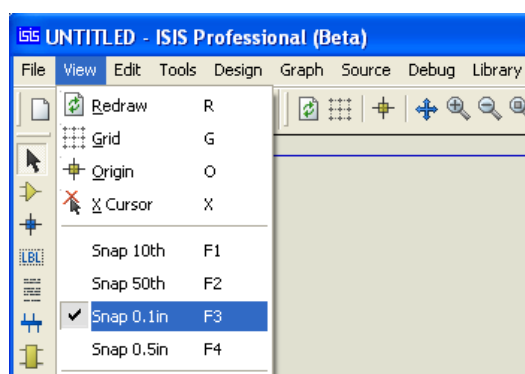 ISIS UNTITLED - ISIS Professional (Beta)
File View Edit Tools Design Graph Source Debug Library
Redraw R
Grid G
Origin O
X Cursor X
Snap 10th F1
LBL
Snap 50th F2
Snap 0.1in F3
Snap 0.5in F4